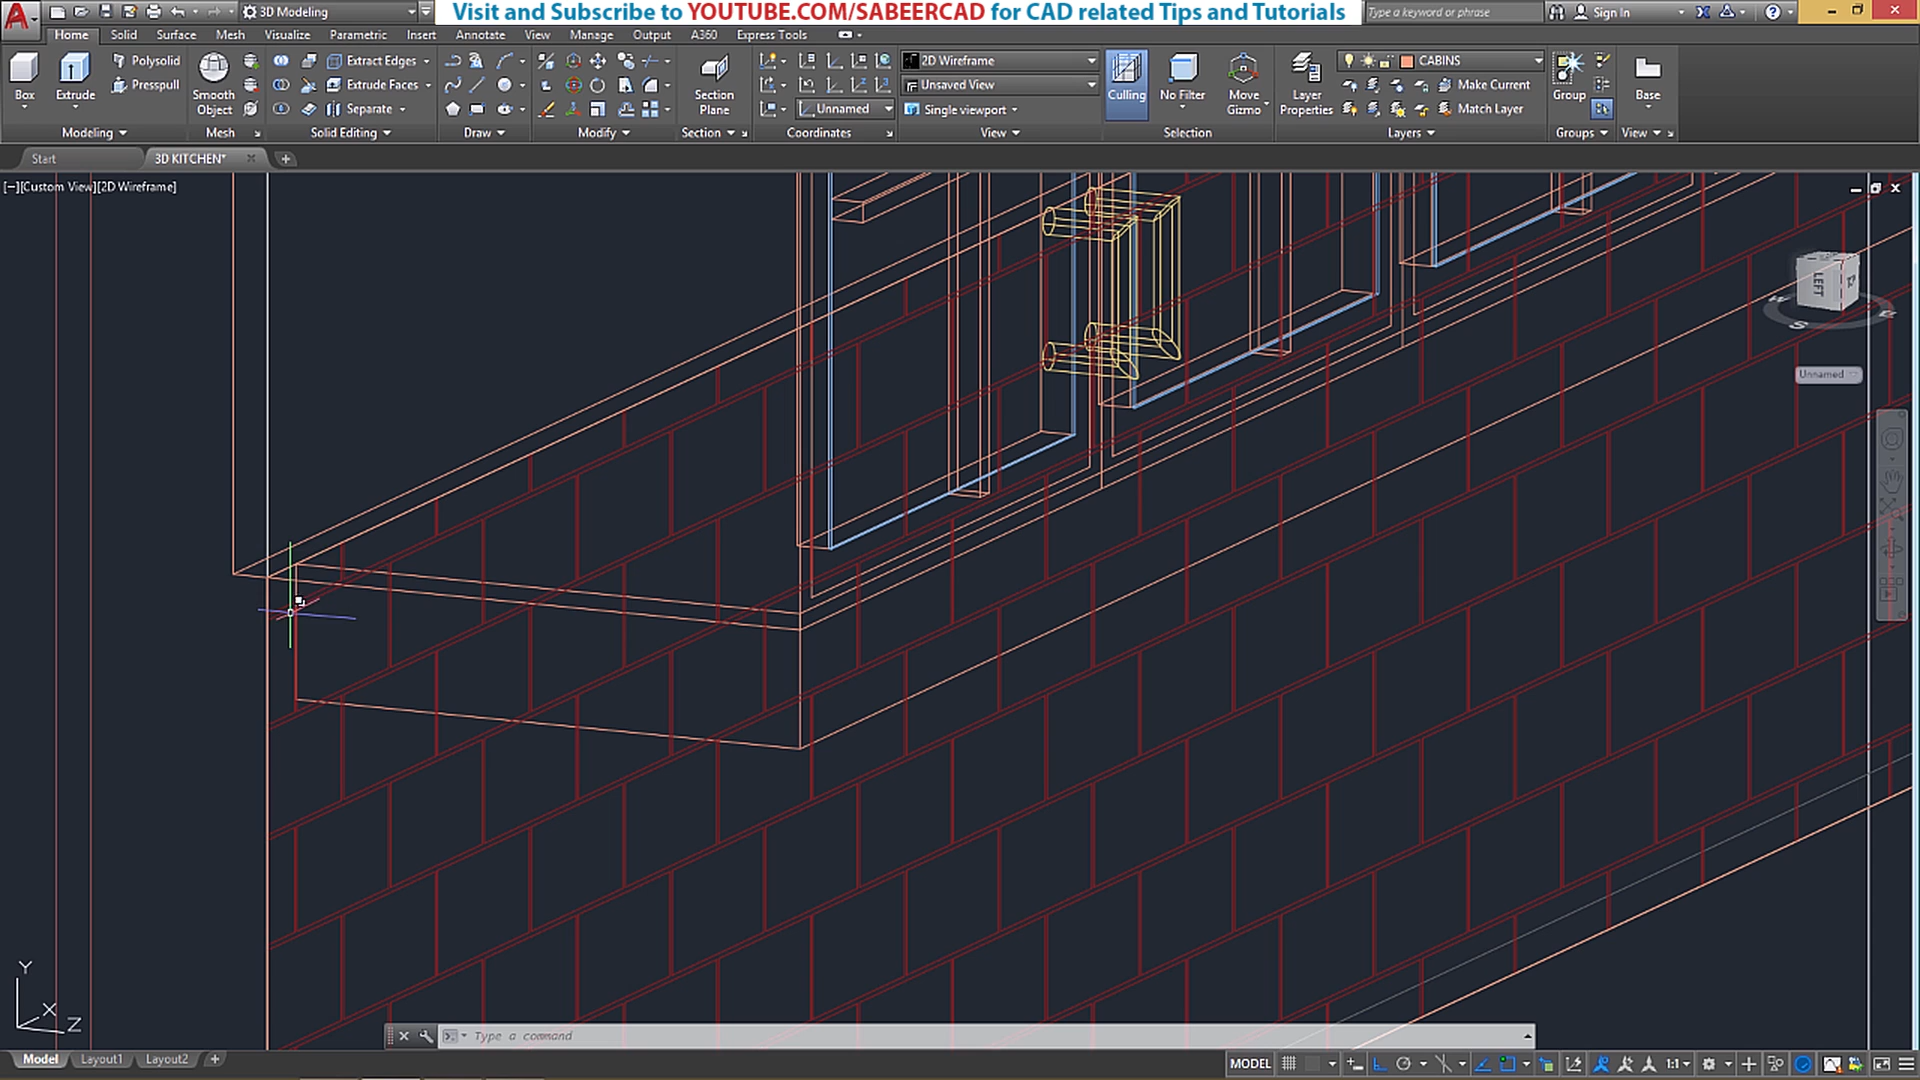 3D Modeling
Visit and Subscribe to YOUTUBE.COM/SABEERCAD for CAD related Tips and Tutorials
Type a keyword or phrase
Sign In
Home Solid Surface Mesh Visualize Parametric Insert Annotate View Manage Output A360 Express Tools
Box
Extrude
Polysolid
Presspull
Smooth Object
Extract Edges
Extrude Faces
Separate
Unnamed
Section Plane
2D Wireframe
Unsaved View
Single viewport
Culling
No Filter
Move Gizmo
Layer Properties
CABINS
Make Current
Match Layer
Group
Base
Modeling Mesh Solid Editing Draw Modify Section Coordinates View Selection Layers Groups View
Start 3D KITCHEN*
[−][Custom View][2D Wireframe]
LEFT
S
Unnamed
Y
X
Z
Type a command
Model Layout1 Layout2
MODEL 1:1